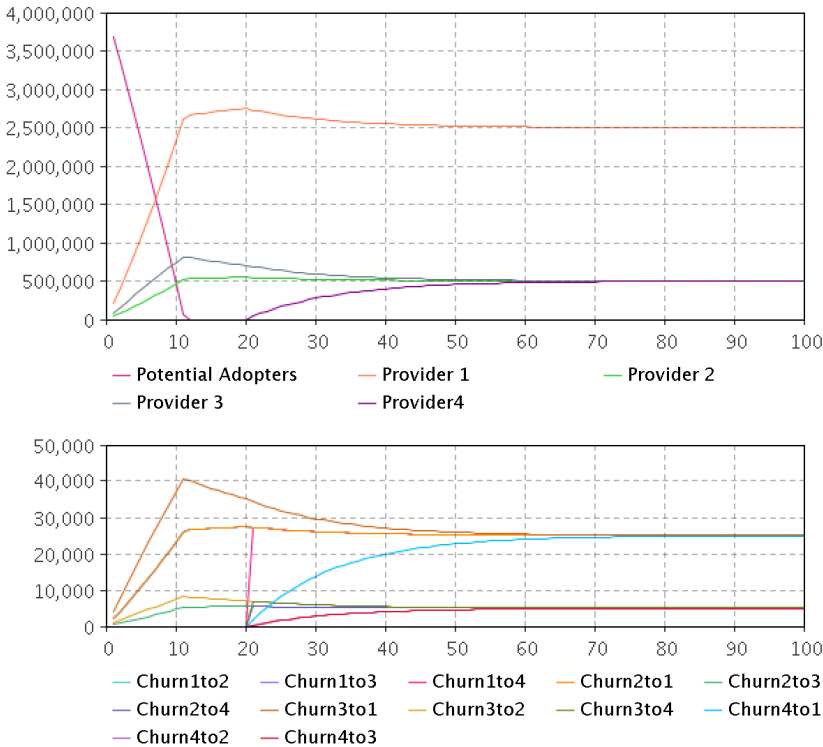 4,000,000
3,500,000
3,000,000
2,500,000
2,000,000
1,500,000
1,000,000
500,000
0
0 10 20 30 40 50 60 70 80 90 100
Potential Adopters Provider 1 Provider 2
Provider 3 Provider4
50,000
40,000
30,000
20,000
10,000
0
0 10 20 30 40 50 60 70 80 90 100
Churn1to2 Churn1to3 Churn1to4 Churn2to1 Churn2to3
Churn2to4 Churn3to1 Churn3to2 Churn3to4 Churn4to1
Churn4to2 Churn4to3